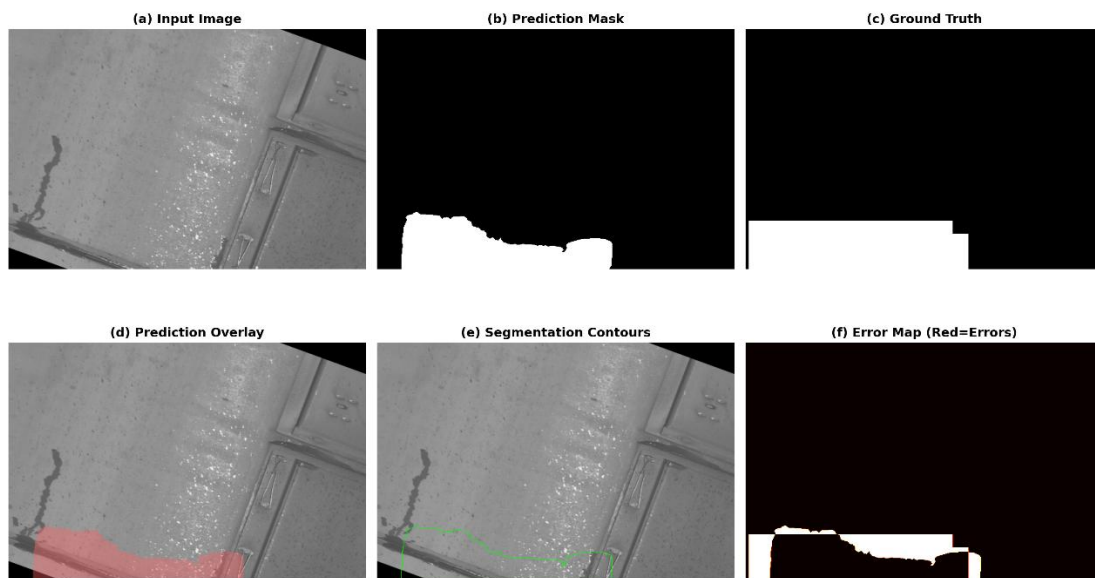 (a) Input Image
(b) Prediction Mask
(c) Ground Truth
(d) Prediction Overlay
(e) Segmentation Contours
(f) Error Map (Red=Errors)